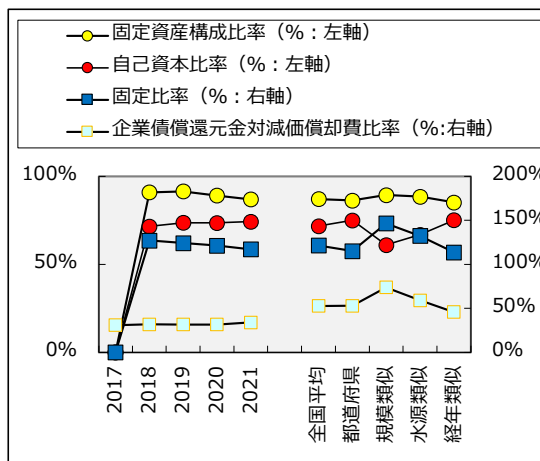 固定資産構成比率（%：左軸）
自己資本比率（%：左軸）
固定比率（%：右軸）
企業債償還元金対減価償却費比率（%:右軸）
100%
50%
0%
200%
150%
100%
50%
0%
2017
2018
2019
2020
2021
全国平均
都道府県
規模類似
水源類似
経年類似